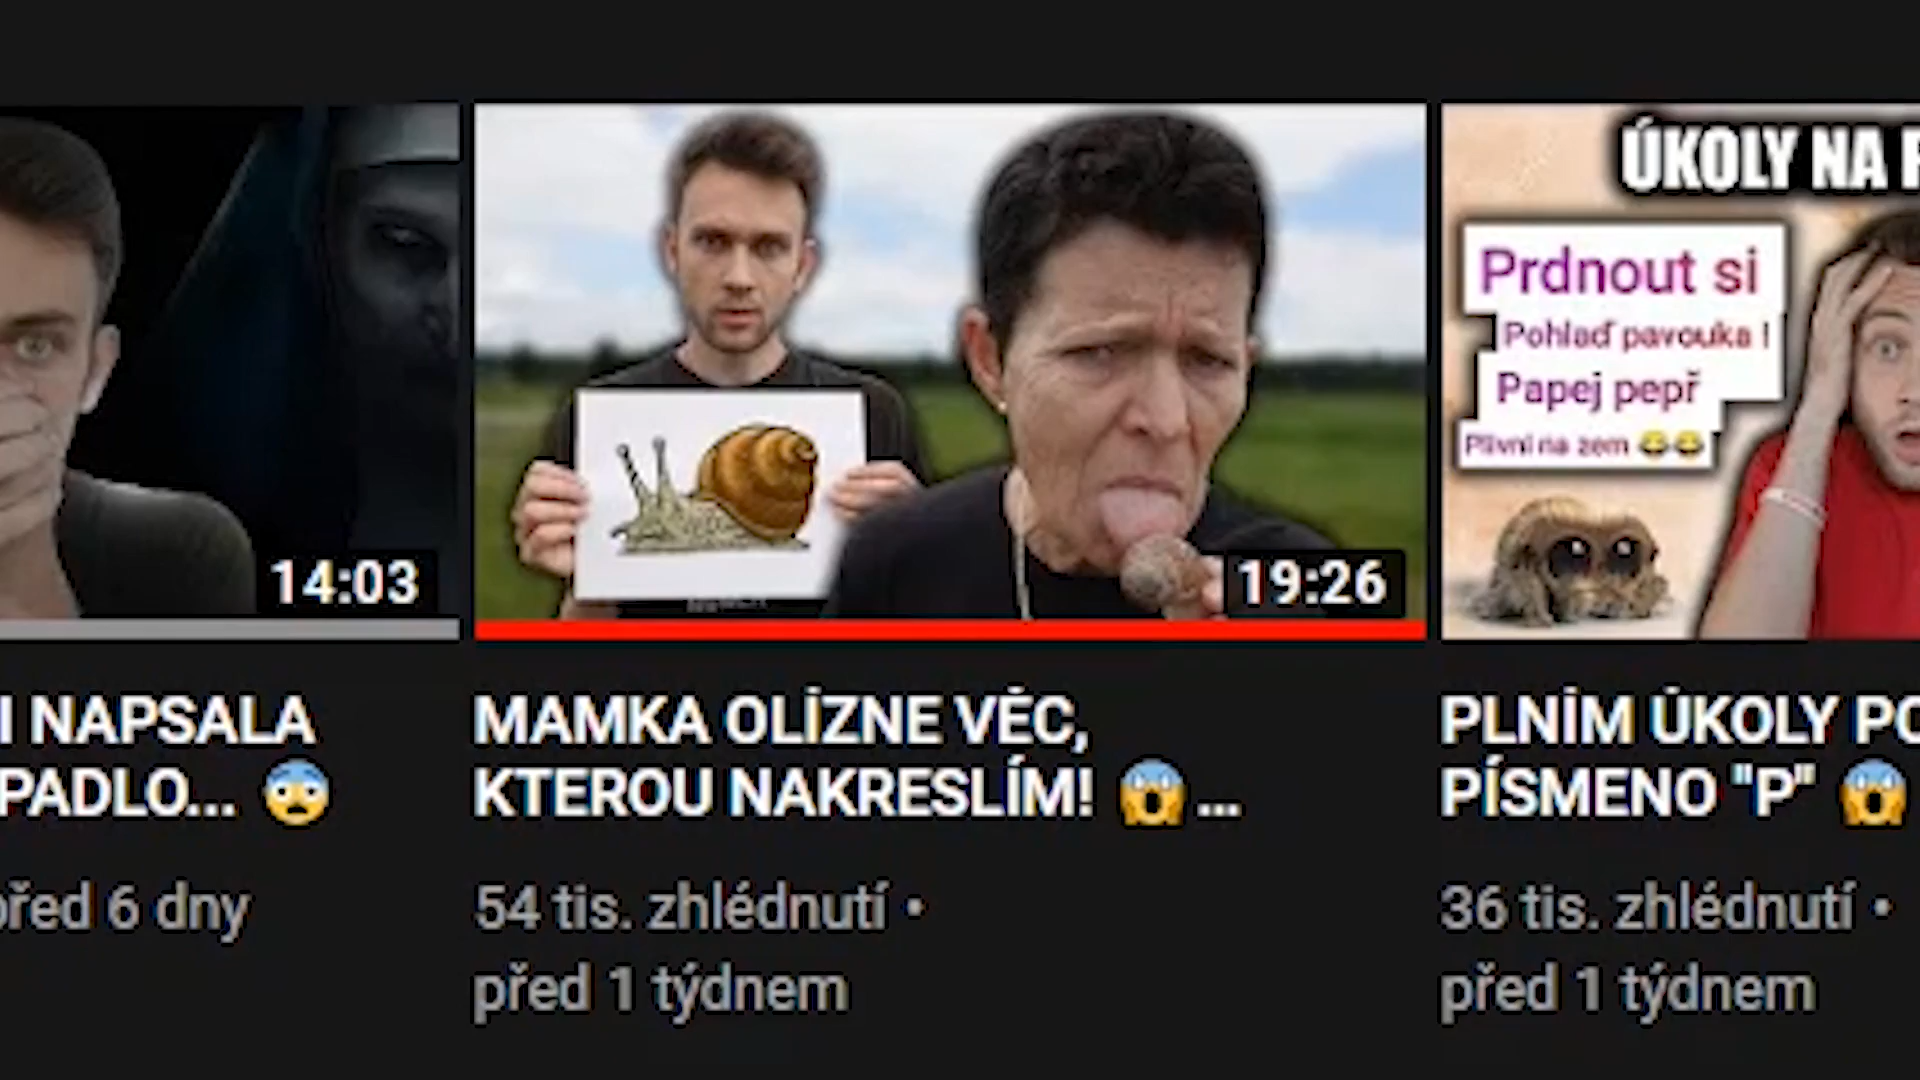 14:03
I NAPSALA
PADLO... 😨
před 6 dny
19:26
MAMKA OLÍZNE VĚC,
KTEROU NAKRESLÍM! 😱...
54 tis. zhlédnutí •
před 1 týdnem
ÚKOLY NA P
Prdnout si
Pohlaď pavouka !
Papej pepř
Plivni na zem 😂😂
PLNÍM ÚKOLY PO
PÍSMENO "P" 😱
36 tis. zhlédnutí •
před 1 týdnem